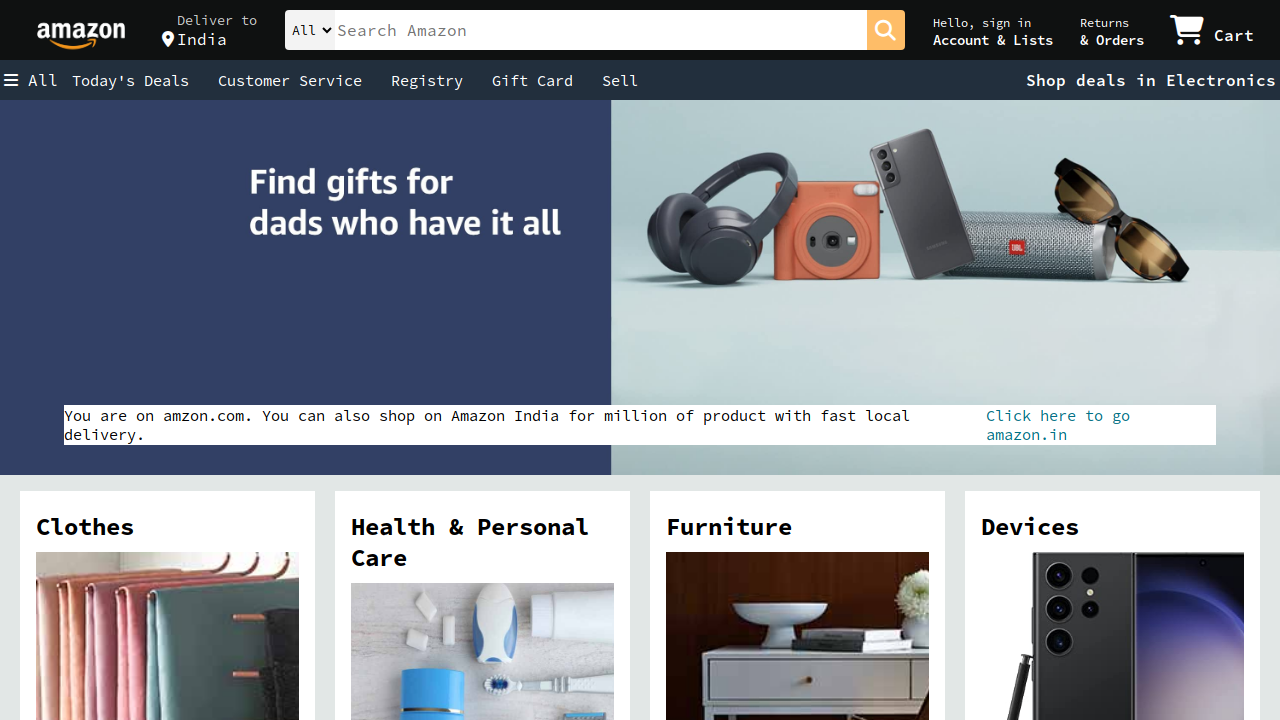 amazon
Deliver to
India
All
Search Amazon
Hello, sign in
Account & Lists
Returns
& Orders
Cart
All
Today's Deals
Customer Service
Registry
Gift Card
Sell
Shop deals in Electronics
Find gifts for
dads who have it all
SAMSUNG
JBL
You are on amzon.com. You can also shop on Amazon India for million of product with fast local
delivery.
Click here to go
amazon.in
Clothes
Health & Personal
Care
Furniture
Devices